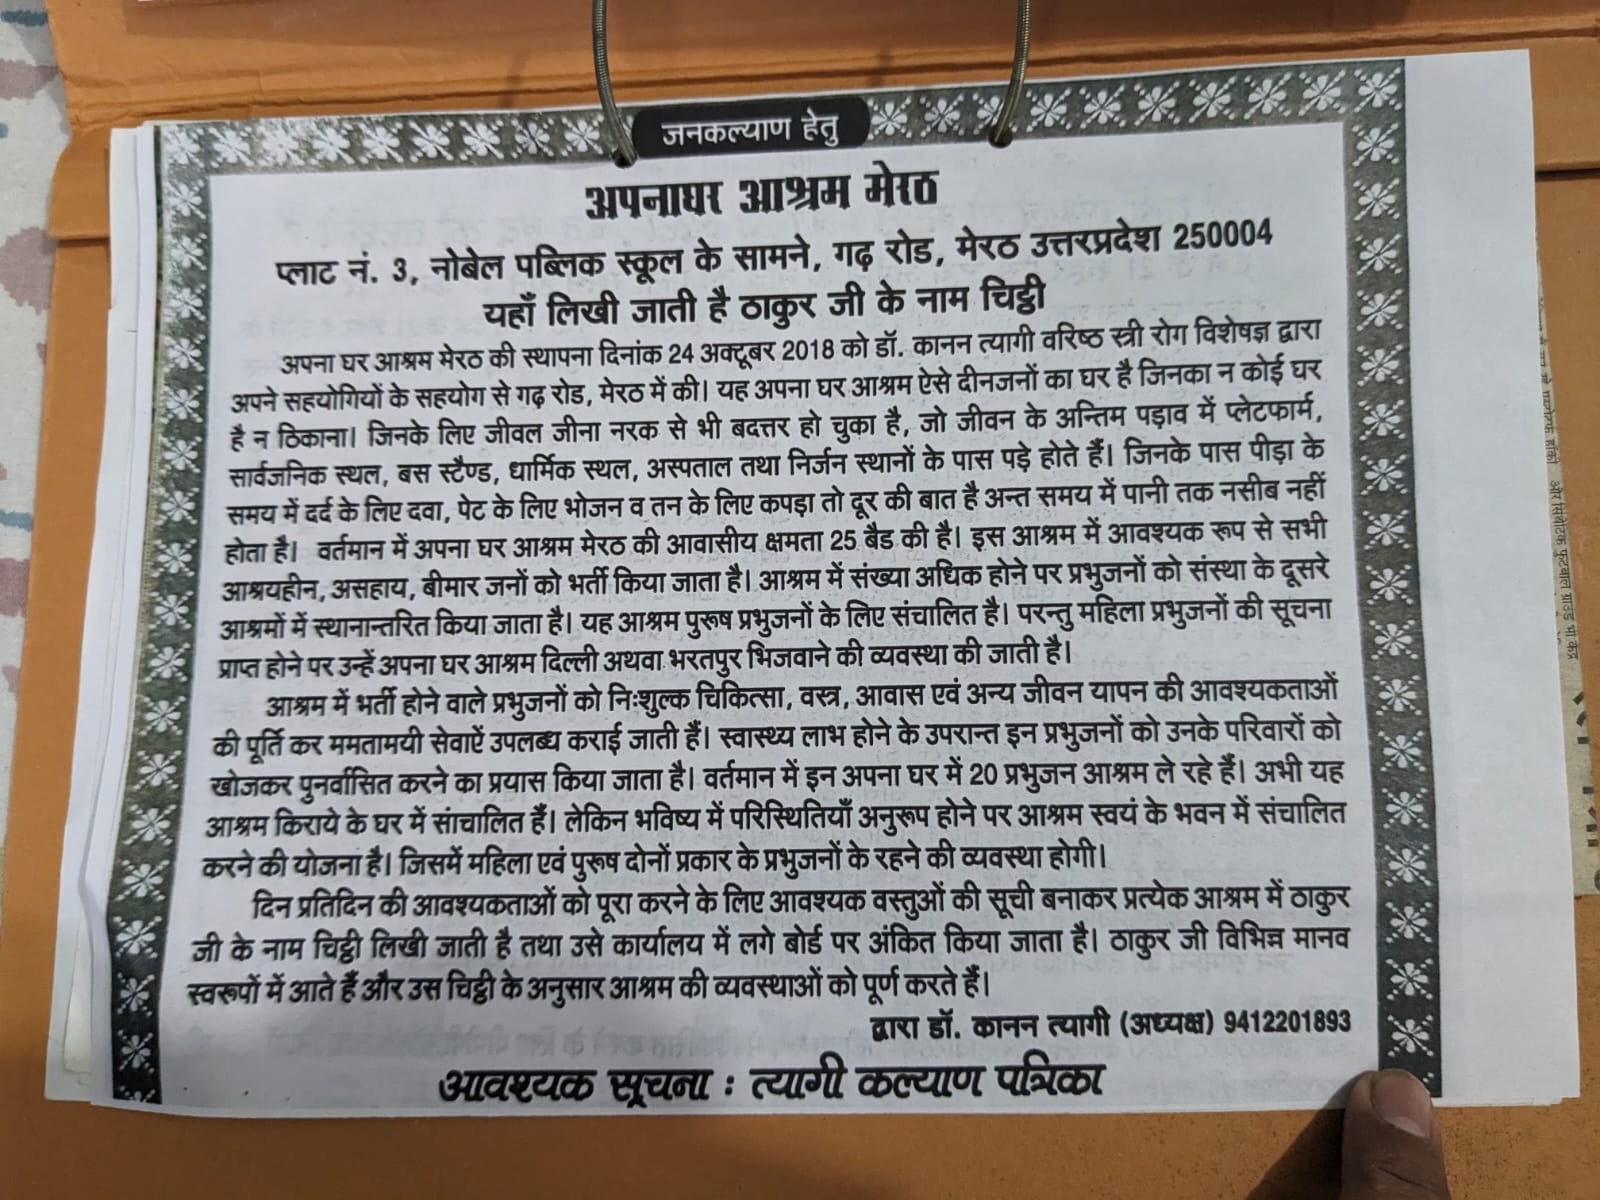 जनकल्याण हेतु
अपनाघर आश्रम मेरठ
प्लाट नं. 3, नोबेल पब्लिक स्कूल के सामने, गढ़ रोड, मेरठ उत्तरप्रदेश 250004
यहाँ लिखी जाती है ठाकुर जी के नाम चिट्ठी
अपना घर आश्रम मेरठ की स्थापना दिनांक 24 अक्टूबर 2018 को डॉ. कानन त्यागी वरिष्ठ स्त्री रोग विशेषज्ञ द्वारा
अपने सहयोगियों के सहयोग से गढ़ रोड, मेरठ में की। यह अपना घर आश्रम ऐसे दीनजनों का घर है जिनका न कोई घर
है न ठिकाना। जिनके लिए जीवल जीना नरक से भी बदत्तर हो चुका है, जो जीवन के अन्तिम पड़ाव में प्लेटफार्म,
सार्वजनिक स्थल, बस स्टैण्ड, धार्मिक स्थल, अस्पताल तथा निर्जन स्थानों के पास पड़े होते हैं। जिनके पास पीड़ा के
समय में दर्द के लिए दवा, पेट के लिए भोजन व तन के लिए कपड़ा तो दूर की बात है अन्त समय में पानी तक नसीब नहीं
होता है। वर्तमान में अपना घर आश्रम मेरठ की आवासीय क्षमता 25 बैड की है। इस आश्रम में आवश्यक रूप से सभी
आश्रयहीन, असहाय, बीमार जनों को भर्ती किया जाता है। आश्रम में संख्या अधिक होने पर प्रभुजनों को संस्था के दूसरे
आश्रमों में स्थानान्तरित किया जाता है। यह आश्रम पुरूष प्रभुजनों के लिए संचालित है। परन्तु महिला प्रभुजनों की सूचना
प्राप्त होने पर उन्हें अपना घर आश्रम दिल्ली अथवा भरतपुर भिजवाने की व्यवस्था की जाती है।
आश्रम में भर्ती होने वाले प्रभुजनों को निःशुल्क चिकित्सा, वस्त्र, आवास एवं अन्य जीवन यापन की आवश्यकताओं
की पूर्ति कर ममतामयी सेवाऐं उपलब्ध कराई जाती हैं। स्वास्थ्य लाभ होने के उपरान्त इन प्रभुजनों को उनके परिवारों को
खोजकर पुनर्वासित करने का प्रयास किया जाता है। वर्तमान में इन अपना घर में 20 प्रभुजन आश्रम ले रहे हैं। अभी यह
आश्रम किराये के घर में सांचालित हैं। लेकिन भविष्य में परिस्थितियाँ अनुरूप होने पर आश्रम स्वयं के भवन में संचालित
करने की योजना है। जिसमें महिला एवं पुरूष दोनों प्रकार के प्रभुजनों के रहने की व्यवस्था होगी।
दिन प्रतिदिन की आवश्यकताओं को पूरा करने के लिए आवश्यक वस्तुओं की सूची बनाकर प्रत्येक आश्रम में ठाकुर
जी के नाम चिट्ठी लिखी जाती है तथा उसे कार्यालय में लगे बोर्ड पर अंकित किया जाता है। ठाकुर जी विभिन्न मानव
स्वरूपों में आते हैं और उस चिट्ठी के अनुसार आश्रम की व्यवस्थाओं को पूर्ण करते हैं।
द्वारा डॉ. कानन त्यागी (अध्यक्ष) 9412201893
आवश्यक सूचना : त्यागी कल्याण पत्रिका